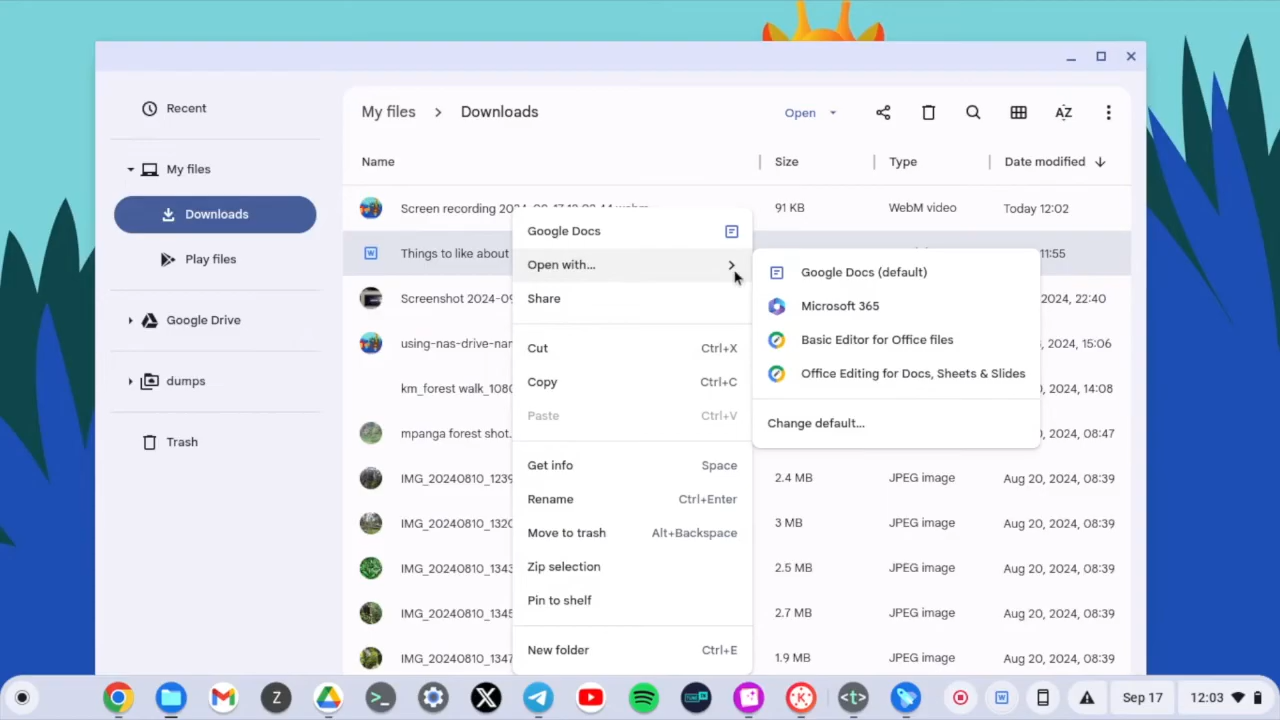 Recent
My files
Downloads
Play files
Google Drive
dumps
Trash
My files > Downloads
Open
AZ
Name Size Type Date modified
Screen recording 91 KB WebM video Today 12:02
Things to like about 11:55
Screenshot 2024-09 2024, 22:40
using-nas-drive-nar 2024, 15:06
km_forest walk_1080 2024, 14:08
mpanga forest shot. 2024, 08:47
IMG_20240810_1239 2.4 MB JPEG image Aug 20, 2024, 08:39
IMG_20240810_1320 3 MB JPEG image Aug 20, 2024, 08:39
IMG_20240810_1343 2.5 MB JPEG image Aug 20, 2024, 08:39
IMG_20240810_1345 2.7 MB JPEG image Aug 20, 2024, 08:39
IMG_20240810_1347 1.9 MB JPEG image Aug 20, 2024, 08:39
Google Docs
Open with...
Share
Cut Ctrl+X
Copy Ctrl+C
Paste Ctrl+V
Get info Space
Rename Ctrl+Enter
Move to trash Alt+Backspace
Zip selection
Pin to shelf
New folder Ctrl+E
Google Docs (default)
Microsoft 365
Basic Editor for Office files
Office Editing for Docs, Sheets & Slides
Change default...
Z
Sep 17 12:03